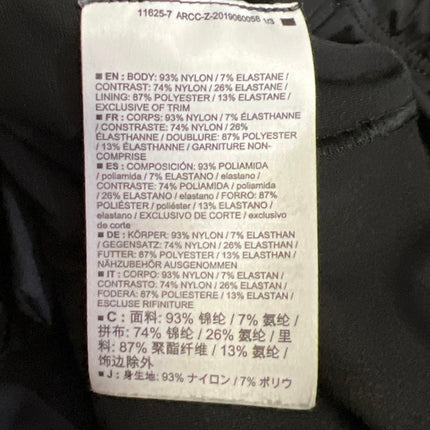 11625-7 ARCC-Z-2019060056 1/3
■ EN : BODY: 93% NYLON / 7% ELASTANE /
CONTRAST: 74% NYLON / 26% ELASTANE /
LINING: 87% POLYESTER / 13% ELASTANE /
EXCLUSIVE OF TRIM
■ FR : CORPS: 93% NYLON / 7% ÉLASTHANNE
/ CONSTRASTE: 74% NYLON / 26%
ÉLASTHANNE / DOUBLURE: 87% POLYESTER
/ 13% ÉLASTHANNE / GARNITURE NON-
COMPRISE
■ ES : COMPOSICIÓN: 93% POLIAMIDA
/ poliamida / 7% ELASTANO / elastano /
CONTRASTE: 74% POLIAMIDA / poliamida
/ 26% ELASTANO / elastano / FORRO: 87%
POLIÉSTER / poliéster / 13% ELASTANO /
elastano / EXCLUSIVO DE CORTE / exclusivo
de corte
■ DE : KÖRPER: 93% NYLON / 7% ELASTHAN
/ GEGENSATZ: 74% NYLON / 26% ELASTHAN /
FUTTER: 87% POLYESTER / 13% ELASTHAN /
NÄHZUBEHÖR AUSGENOMMEN
■ IT : CORPO: 93% NYLON / 7% ELASTAN /
CONTRASTO: 74% NYLON / 26% ELASTAN /
FODERA: 87% POLIESTERE / 13% ELASTAN /
ESCLUSE RIFINITURE
■ C : 面料: 93% 锦纶 / 7% 氨纶 /
拼布: 74% 锦纶 / 26% 氨纶 / 里
料: 87% 聚酯纤维 / 13% 氨纶 /
饰边除外
■ J : 身生地: 93% ナイロン / 7% ポリウ